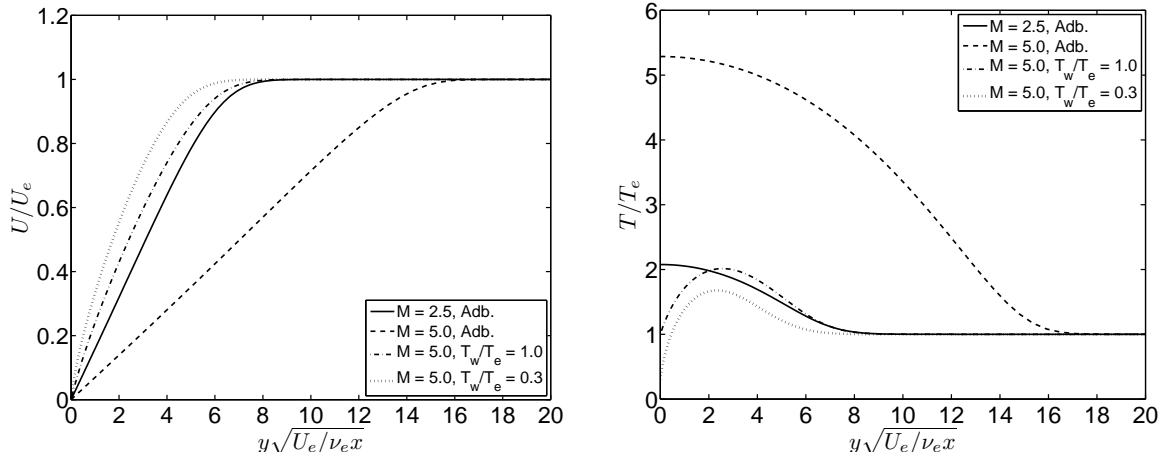 1.2
1
0.8
0.6
0.4
0.2
0
U/U_e
0 2 4 6 8 10 12 14 16 18 20
y√(U_e/ν_e x)
M = 2.5, Adb.
M = 5.0, Adb.
M = 5.0, T_w/T_e = 1.0
M = 5.0, T_w/T_e = 0.3
6
5
4
3
2
1
0
T/T_e
0 2 4 6 8 10 12 14 16 18 20
y√(U_e/ν_e x)
M = 2.5, Adb.
M = 5.0, Adb.
M = 5.0, T_w/T_e = 1.0
M = 5.0, T_w/T_e = 0.3